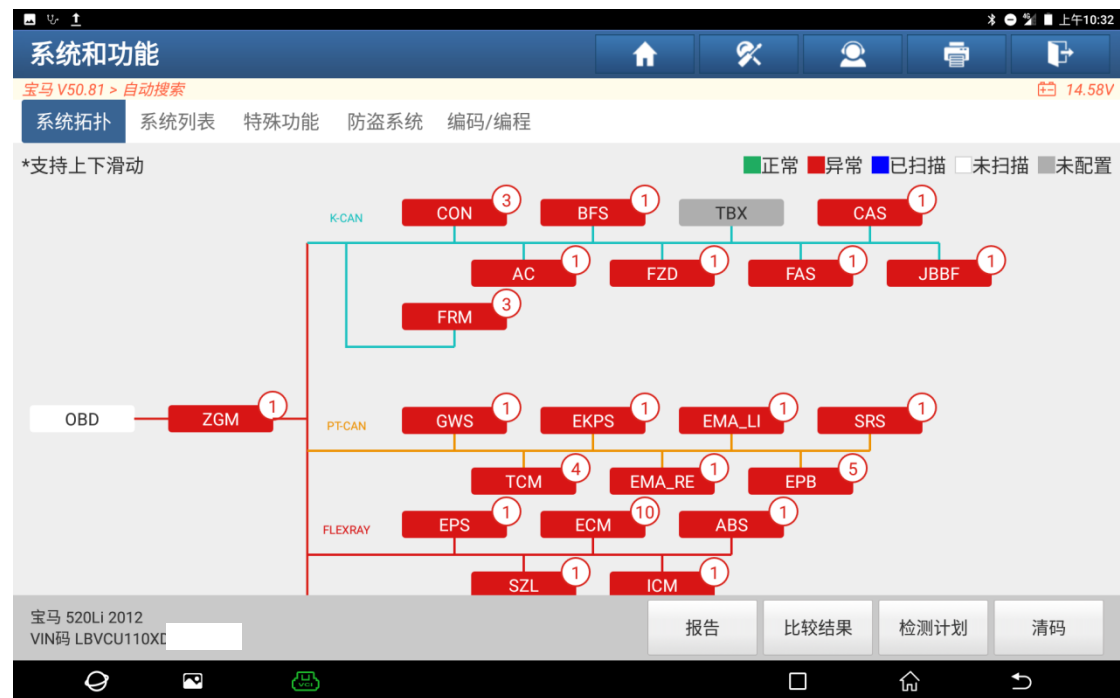 上午10:32
系统和功能
宝马 V50.81 > 自动搜索 14.58V
系统拓扑 系统列表 特殊功能 防盗系统 编码/编程
*支持上下滑动 正常 异常 已扫描 未扫描 未配置
K-CAN CON 3 BFS 1 TBX CAS 1
AC 1 FZD 1 FAS 1 JBBF 1
FRM 3
OBD ZGM 1
PT-CAN GWS 1 EKPS 1 EMA_LI 1 SRS 1
TCM 4 EMA_RE 1 EPB 5
FLEXRAY EPS 1 ECM 10 ABS 1
SZL 1 ICM 1
宝马 520Li 2012
VIN码 LBVCU110XD
报告 比较结果 检测计划 清码
VCI